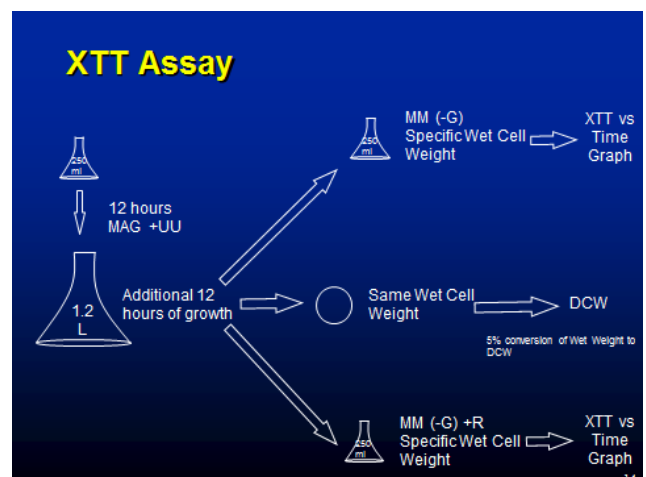 XTT Assay
250
ml
12 hours
MAG +UU
1.2
L
Additional 12
hours of growth
250
ml
MM (-G)
Specific Wet Cell
Weight
XTT vs
Time
Graph
Same Wet Cell
Weight
DCW
5% conversion of Wet Weight to
DCW
250
ml
MM (-G) +R
Specific Wet Cell
Weight
XTT vs
Time
Graph